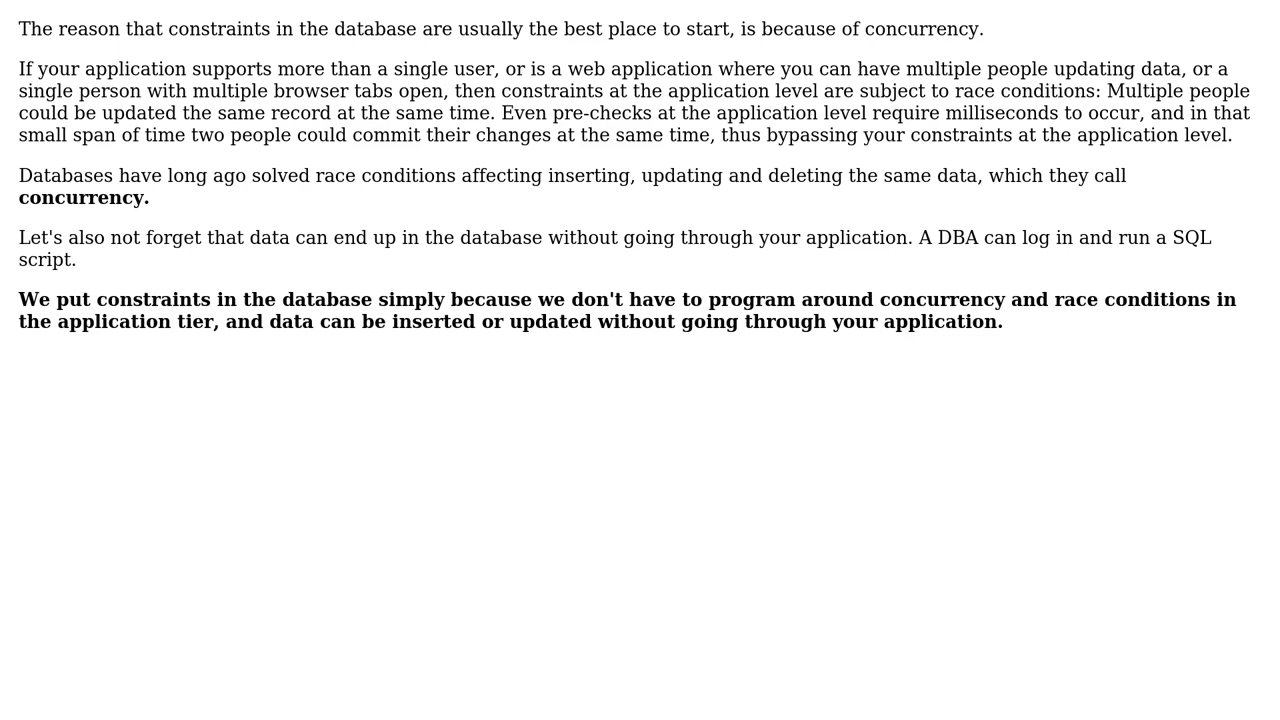 The reason that constraints in the database are usually the best place to start, is because of concurrency.
If your application supports more than a single user, or is a web application where you can have multiple people updating data, or a
single person with multiple browser tabs open, then constraints at the application level are subject to race conditions: Multiple people
could be updated the same record at the same time. Even pre-checks at the application level require milliseconds to occur, and in that
small span of time two people could commit their changes at the same time, thus bypassing your constraints at the application level.
Databases have long ago solved race conditions affecting inserting, updating and deleting the same data, which they call
concurrency.
Let's also not forget that data can end up in the database without going through your application. A DBA can log in and run a SQL
script.
We put constraints in the database simply because we don't have to program around concurrency and race conditions in
the application tier, and data can be inserted or updated without going through your application.